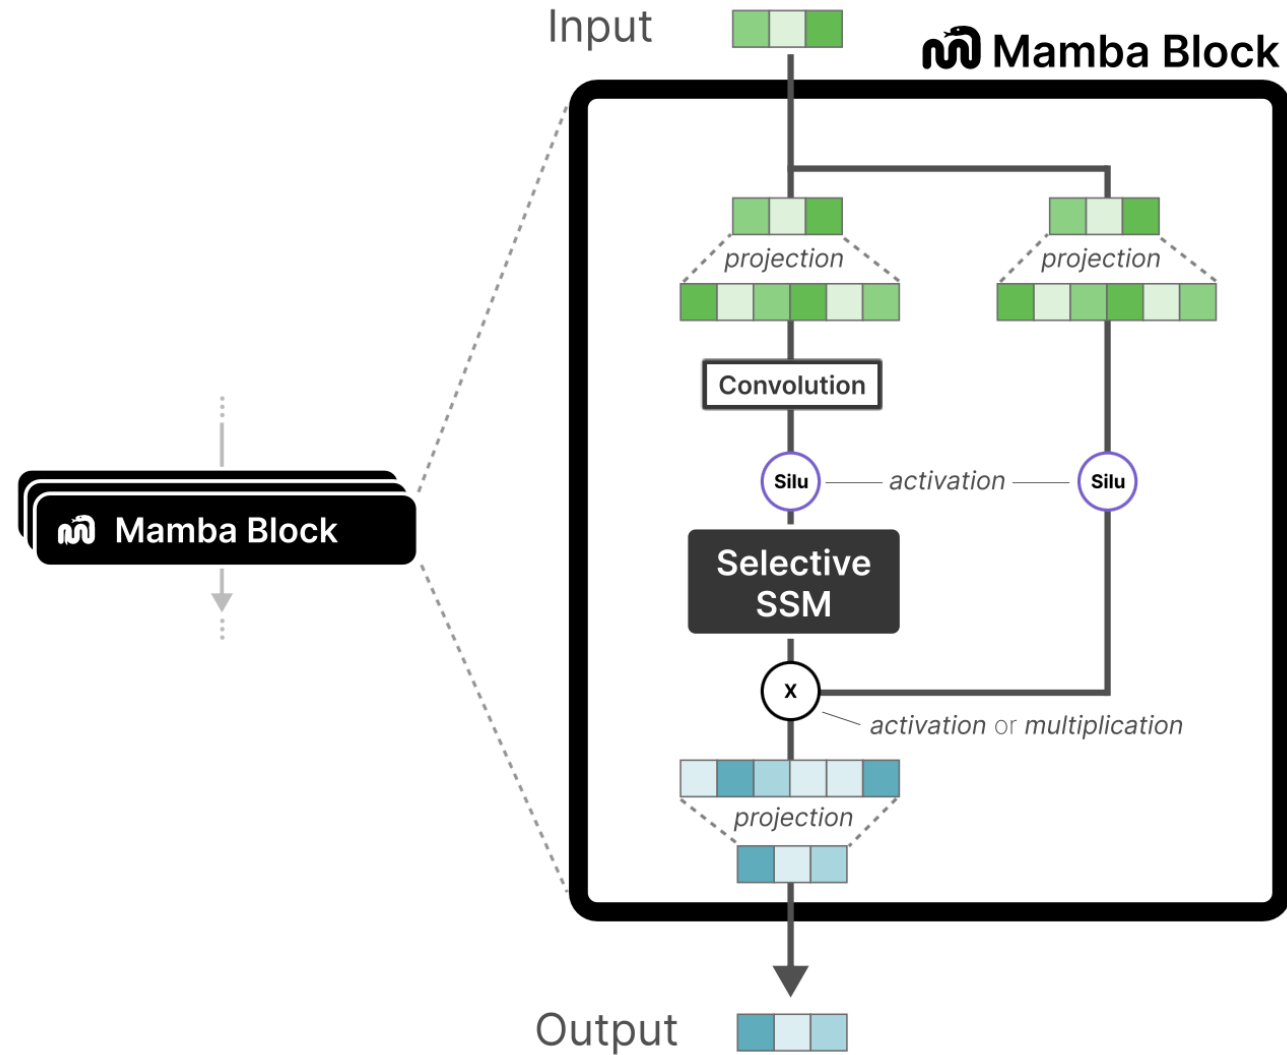 Input
Mamba Block
projection
projection
Convolution
Silu
activation
Silu
Mamba Block
Selective
SSM
X
activation or multiplication
projection
Output